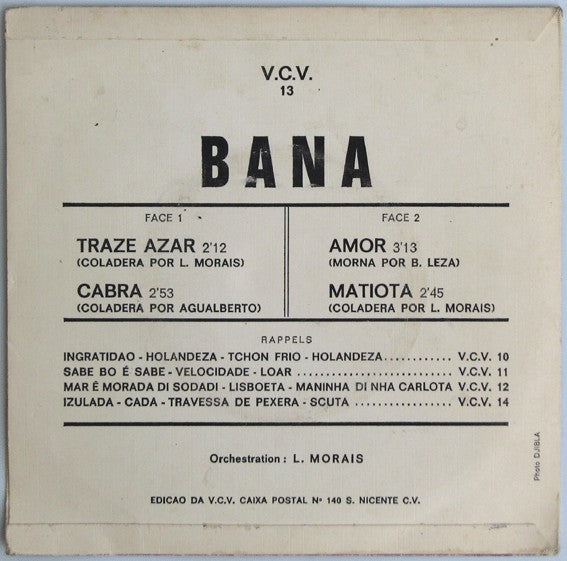 V.C.V.
13
BANA
FACE 1
TRAZE AZAR 2'12
(COLADERA POR L. MORAIS)
CABRA 2'53
(COLADERA POR AGUALBERTO)
FACE 2
AMOR 3'13
(MORNA POR B. LEZA)
MATIOTA 2'45
(COLADERA POR L. MORAIS)
RAPPELS
INGRATIDAO - HOLANDEZA - TCHON FRIO - HOLANDEZA........... V.C.V. 10
SABE BO É SABE - VELOCIDADE - LOAR ......................... V.C.V. 11
MAR Ê MORADA DI SODADI - LISBOETA - MANINHA DI NHA CARLOTA V.C.V. 12
IZULADA - CADA - TRAVESSA DE PEXERA - SCUTA ................ V.C.V. 14
Orchestration : L. MORAIS
Photo DJIBLA
EDICAO DA V.C.V. CAIXA POSTAL Nº 140 S. NICENTE C.V.